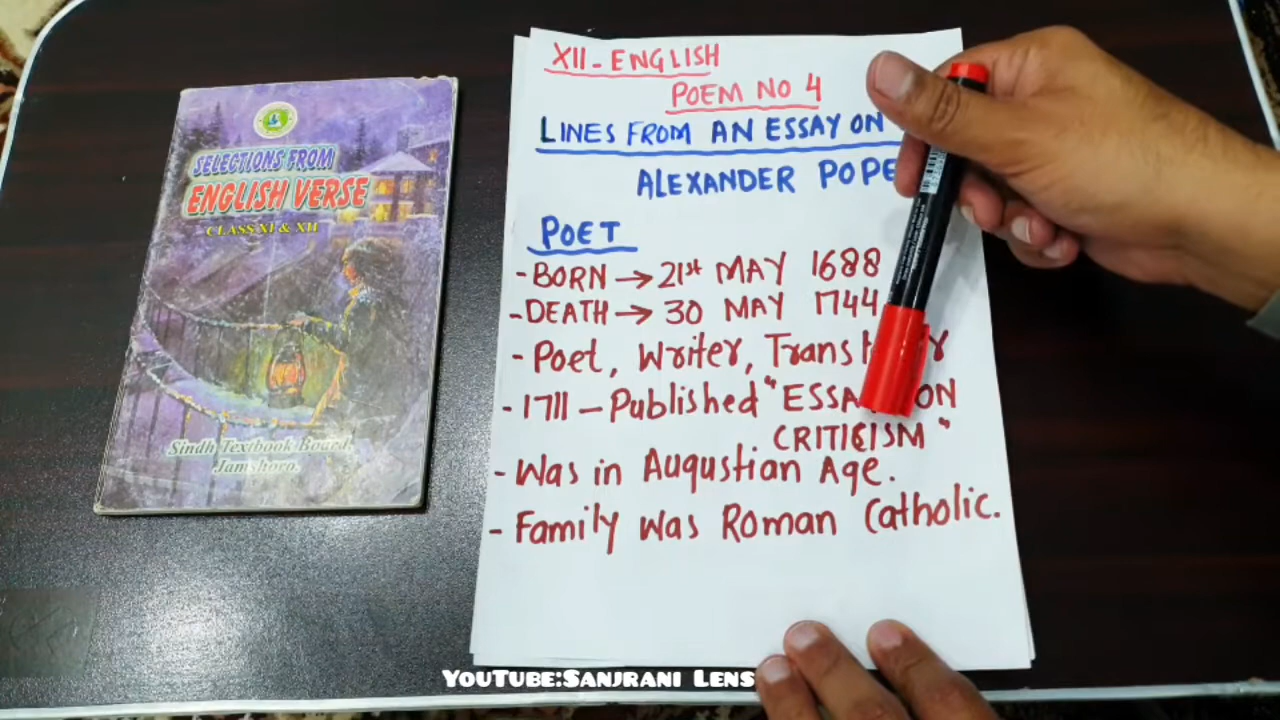 SELECTIONS FROM
ENGLISH VERSE
CLASS XI & XII
Sindh Textbook Board,
Jamshoro.
XII - ENGLISH
POEM NO 4
LINES FROM AN ESSAY ON
ALEXANDER POPE
POET
- BORN → 21st MAY 1688
- DEATH → 30 MAY 1744
- Poet, Writer,
- 1711 - Published "ESSAY ON
CRITICISM"
- Was in Augustian Age.
- Family was Roman Catholic.
YouTube:Sanjrani Lens